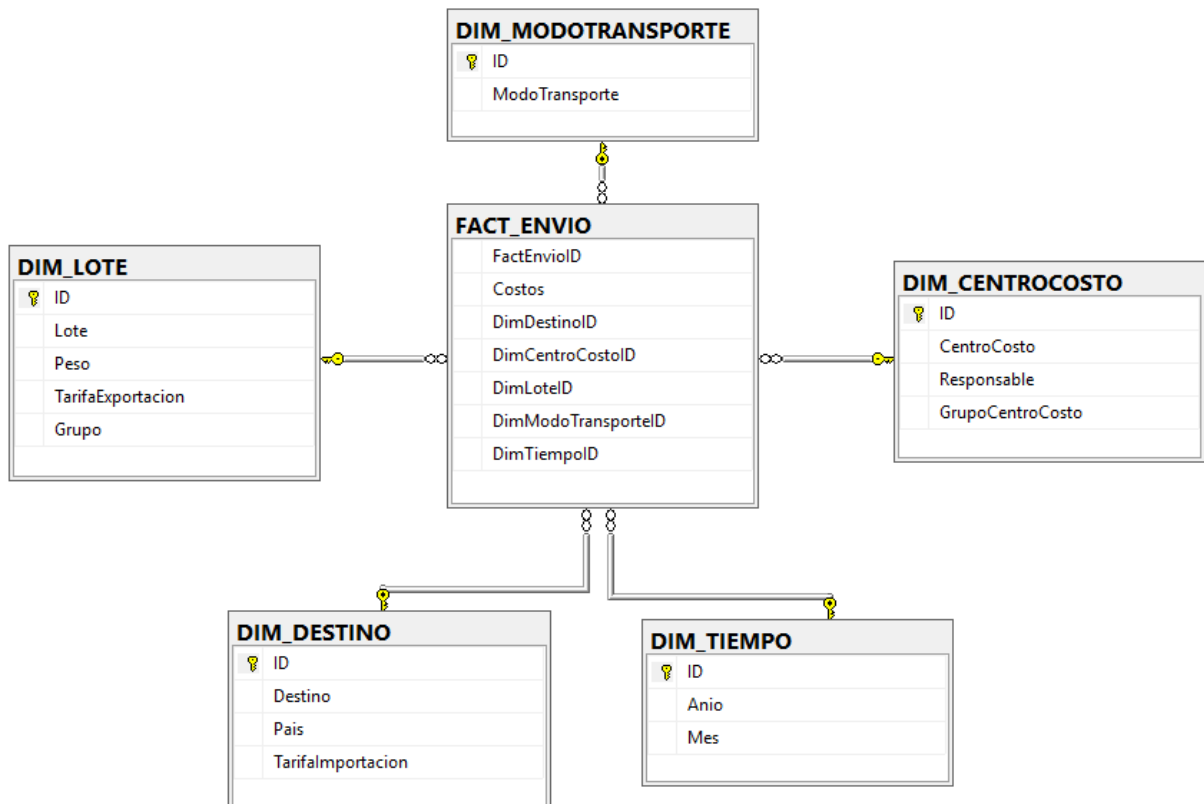 DIM_MODOTRANSPORTE
ID
ModoTransporte
FACT_ENVIO
FactEnvioID
Costos
DimDestinoID
DimCentroCostoID
DimLoteID
DimModoTransporteID
DimTiempoID
DIM_LOTE
ID
Lote
Peso
TarifaExportacion
Grupo
DIM_CENTROCOSTO
ID
CentroCosto
Responsable
GrupoCentroCosto
DIM_DESTINO
ID
Destino
Pais
TarifaImportacion
DIM_TIEMPO
ID
Anio
Mes